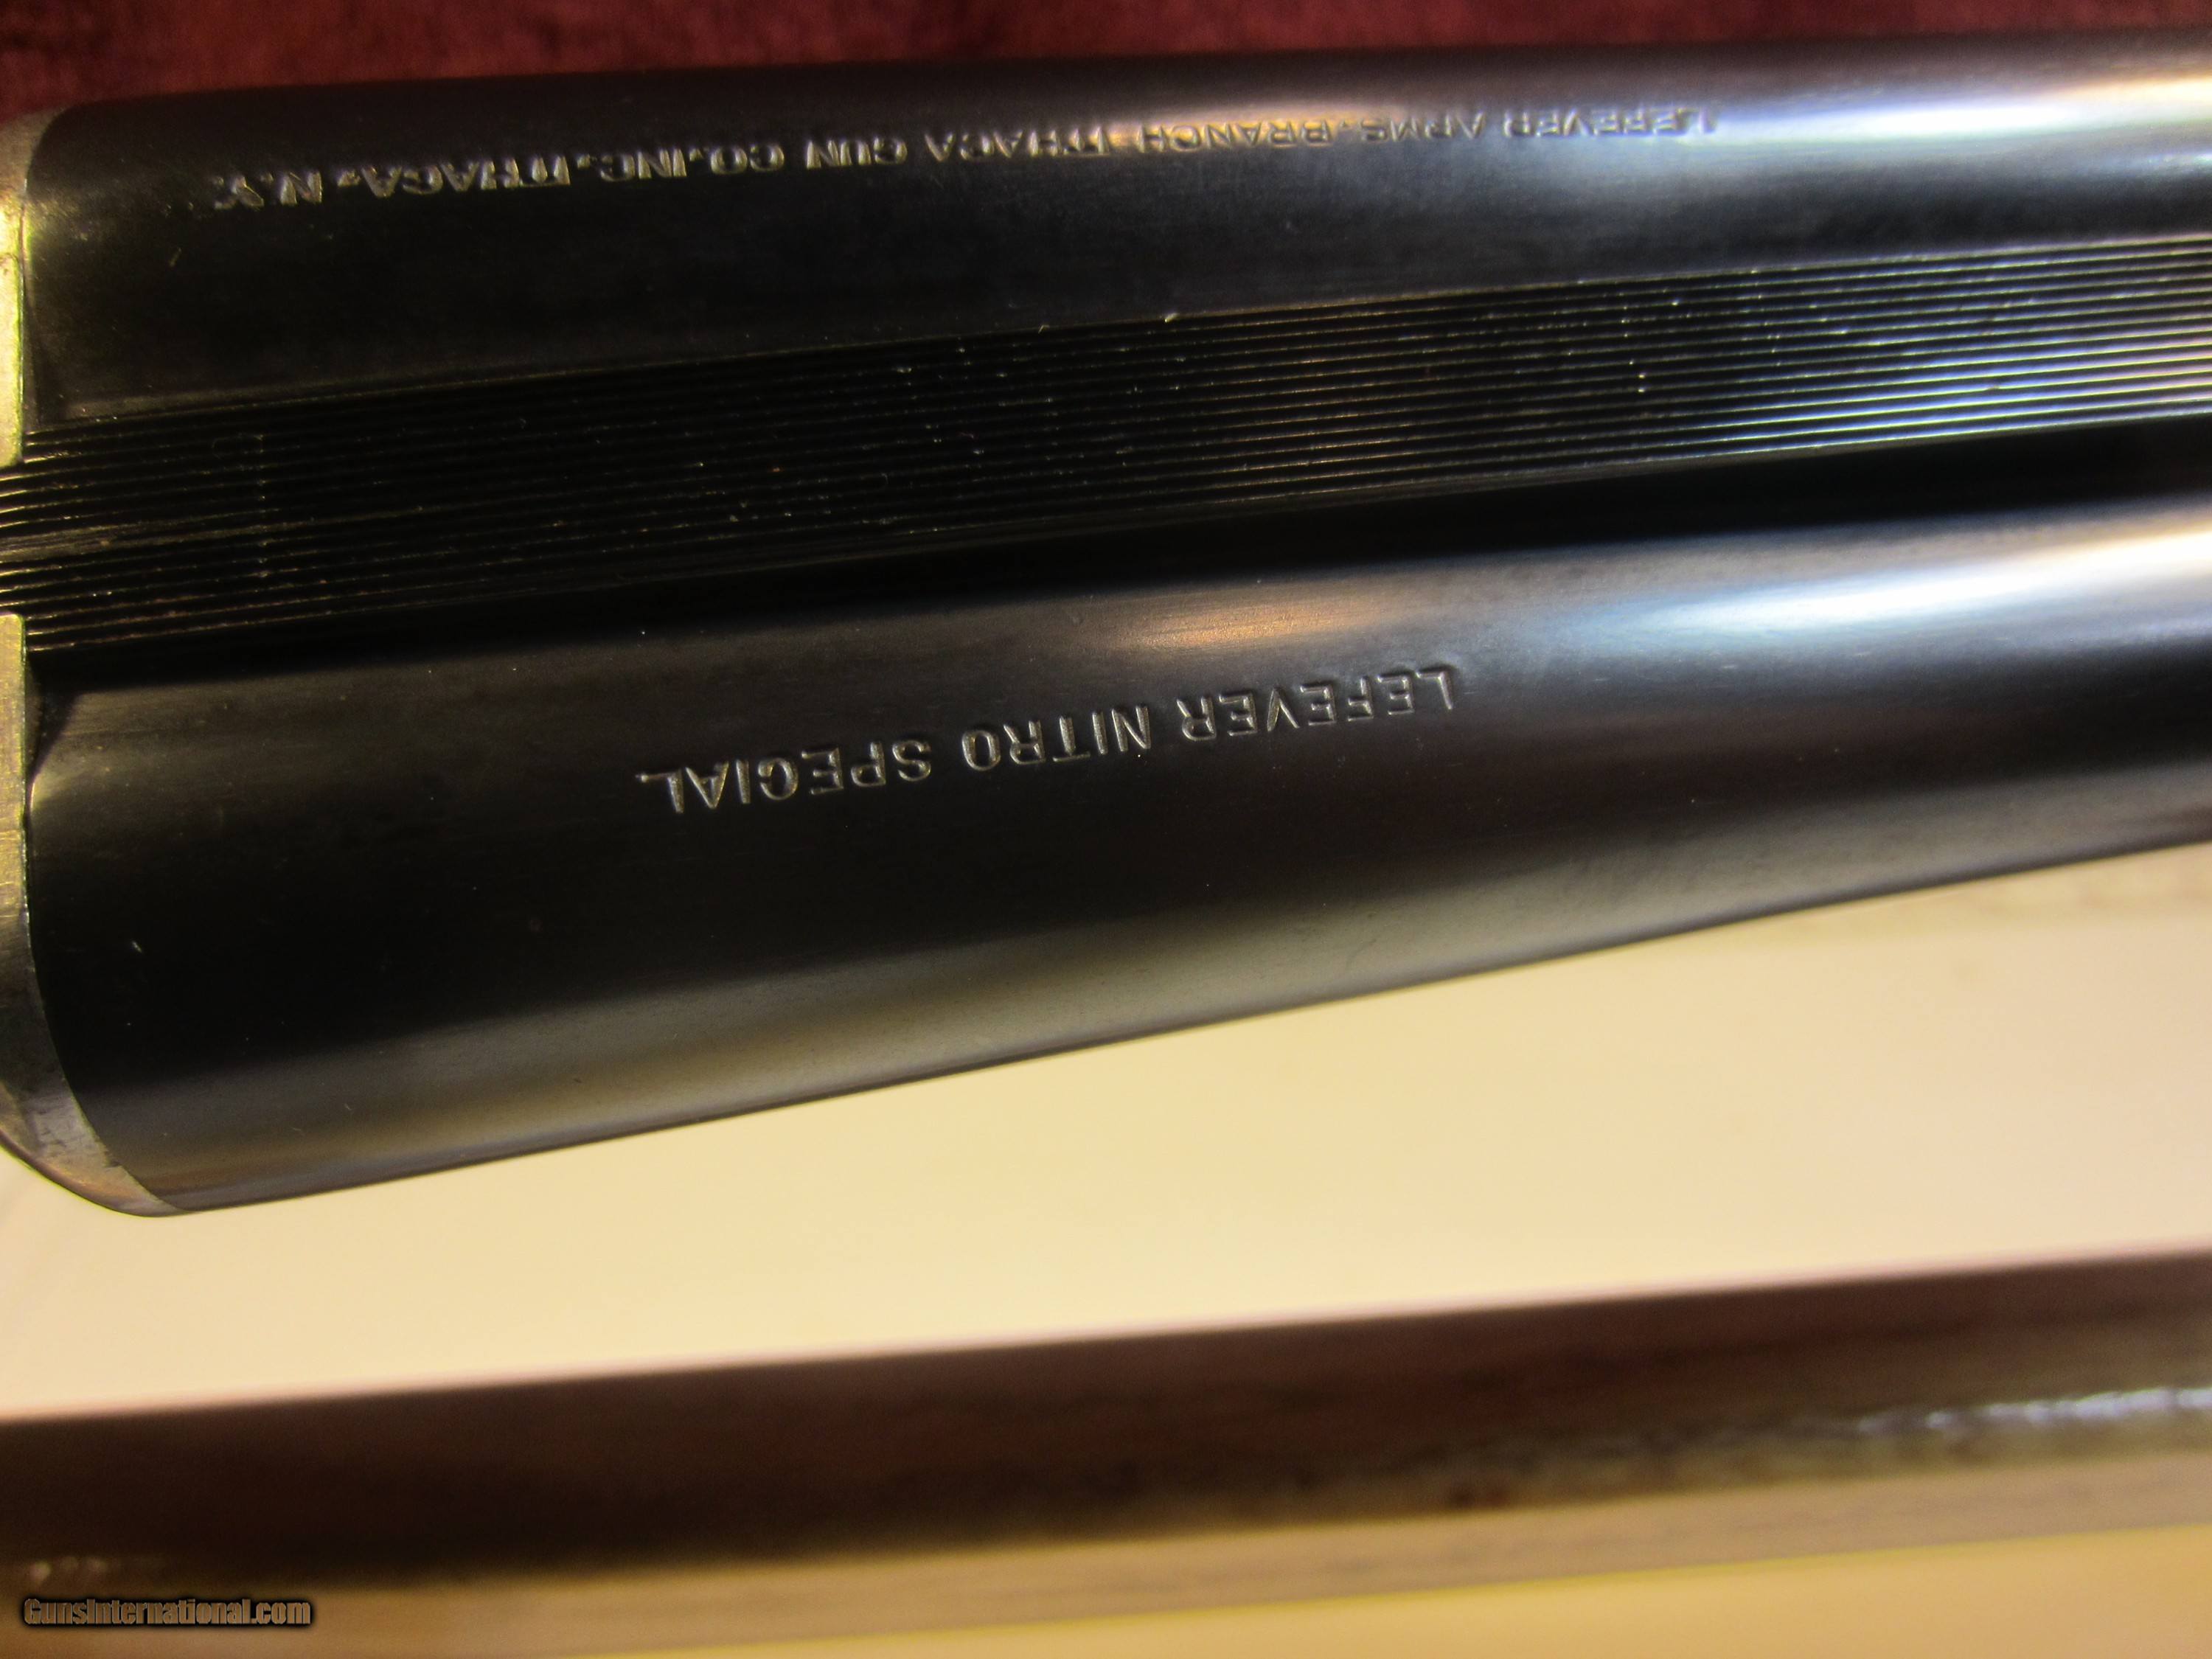 LEFEVER ARMS. BRANCH ITHACA GUN CO., INC., ITHACA, N.Y.
LEFEVER NITRO SPECIAL
GunsInternational.com